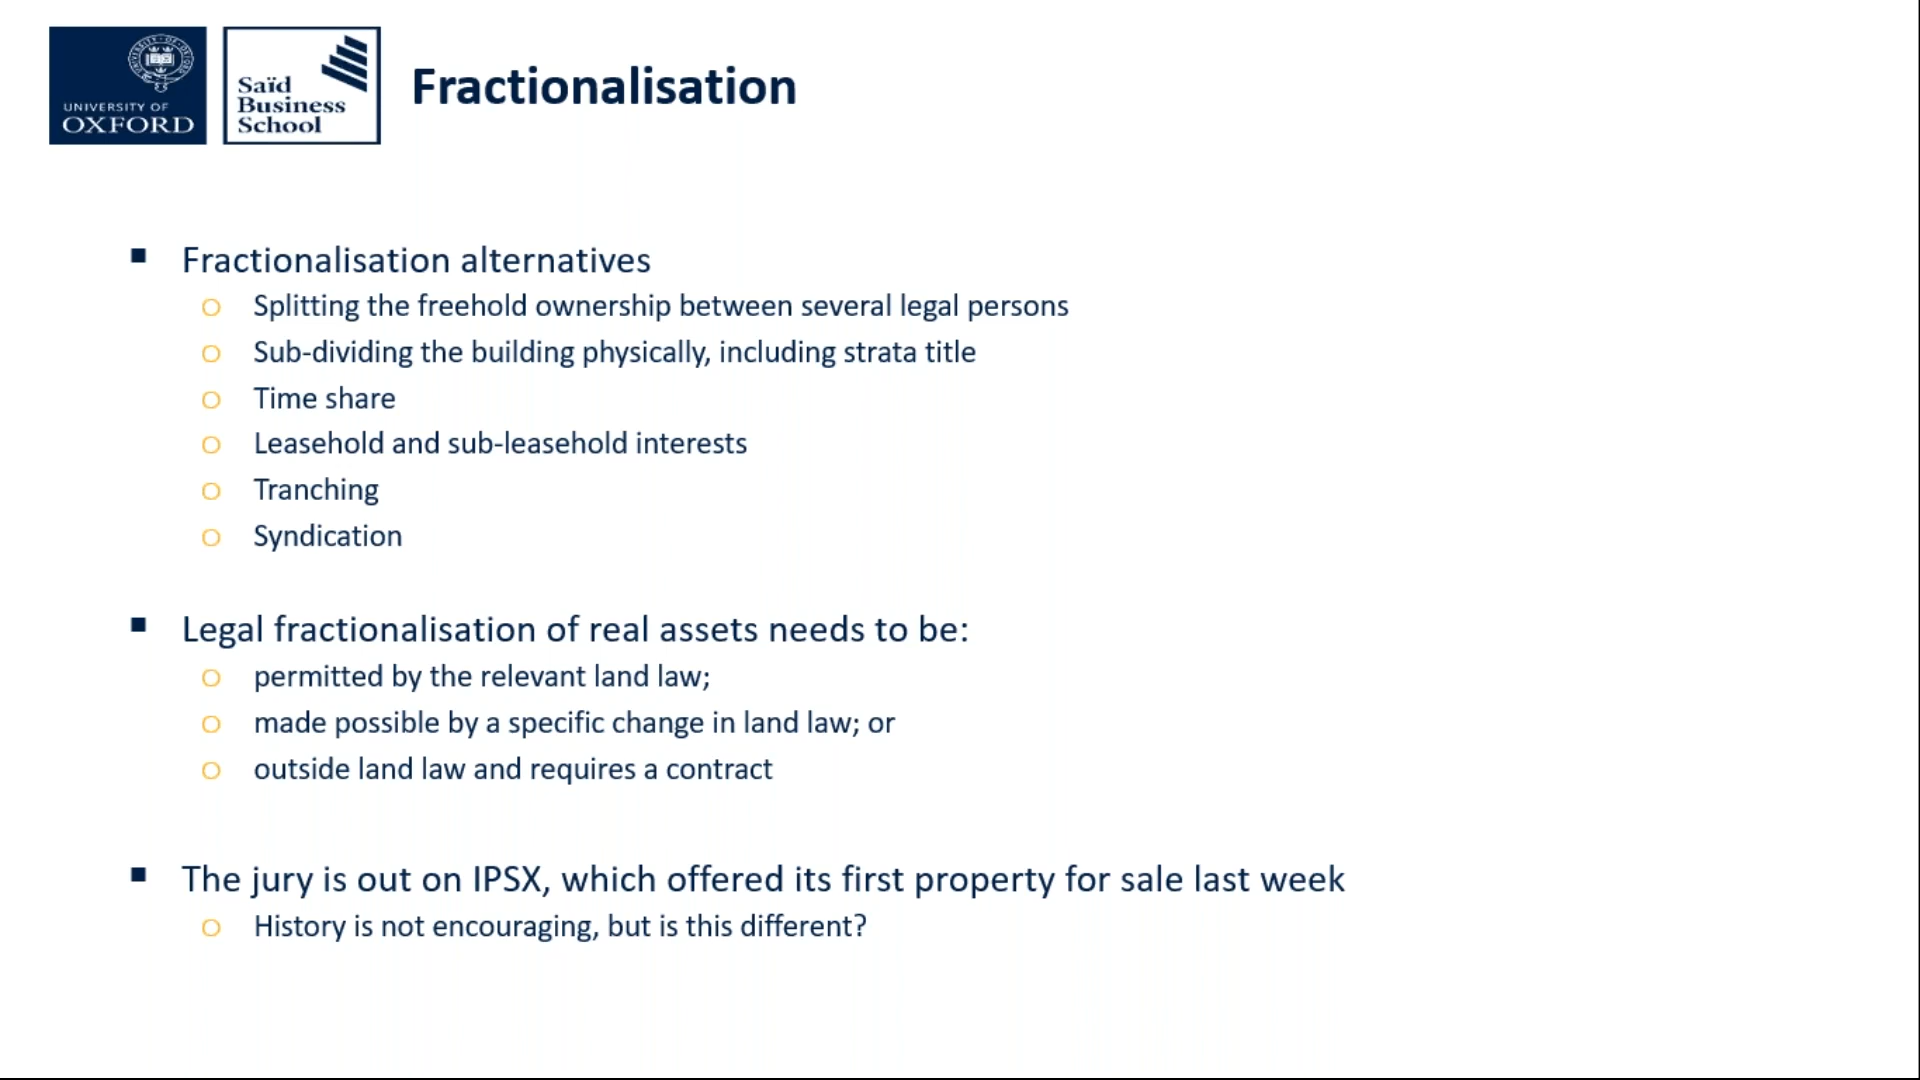 UNIVERSITY OF
OXFORD
Saïd
Business
School
Fractionalisation
Fractionalisation alternatives
Splitting the freehold ownership between several legal persons
Sub-dividing the building physically, including strata title
Time share
Leasehold and sub-leasehold interests
Tranching
Syndication
Legal fractionalisation of real assets needs to be:
permitted by the relevant land law;
made possible by a specific change in land law; or
outside land law and requires a contract
The jury is out on IPSX, which offered its first property for sale last week
History is not encouraging, but is this different?